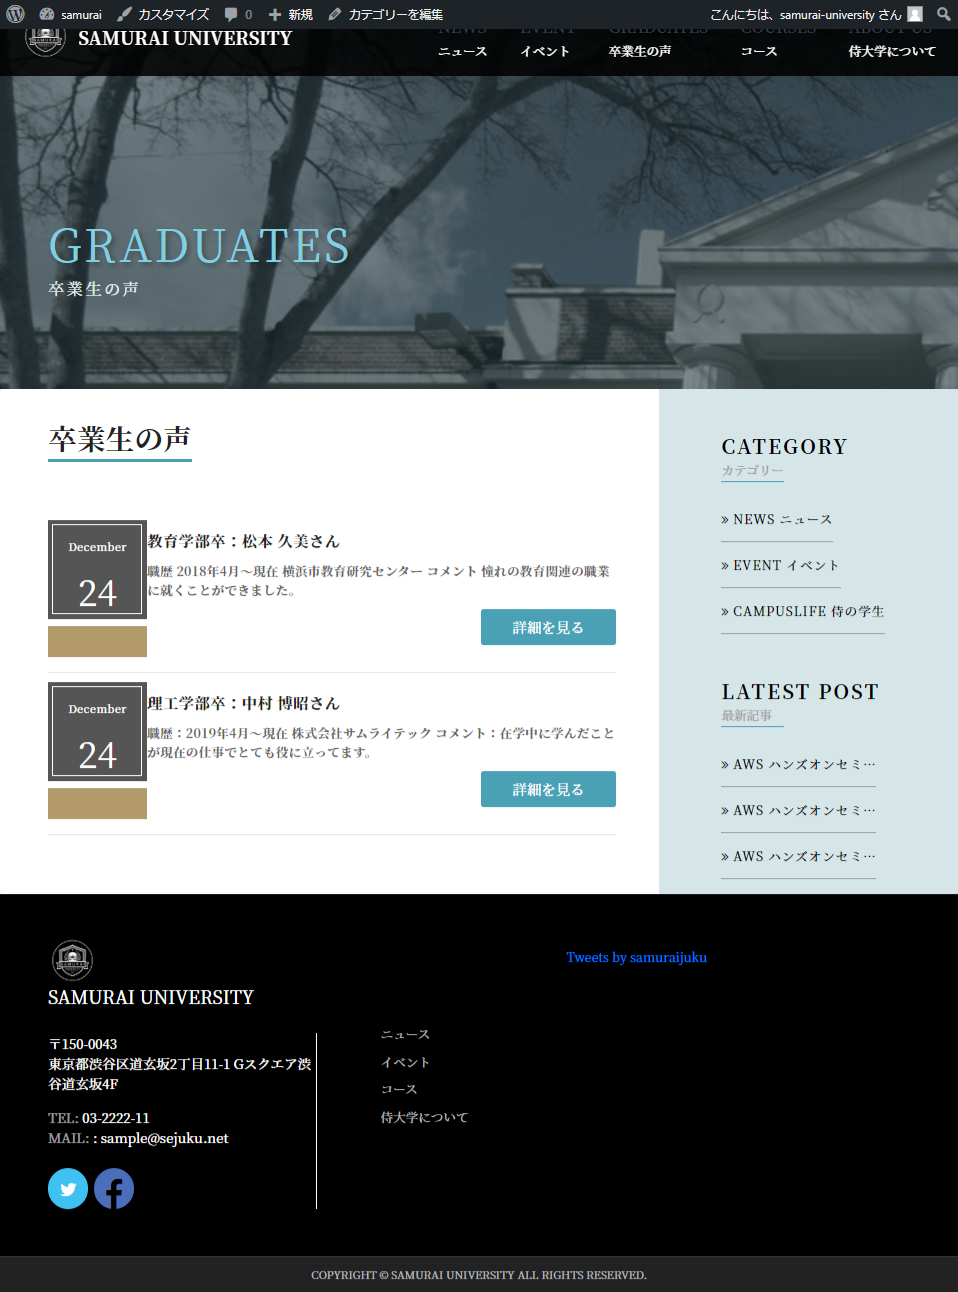 samurai カスタマイズ 0 新規 カテゴリーを編集 こんにちは、samurai-university さん
SAMURAI UNIVERSITY
NEWS EVENT GRADUATES COURSES ABOUT US
ニュース イベント 卒業生の声 コース 侍大学について
GRADUATES
卒業生の声
卒業生の声
December
24
教育学部卒：松本 久美さん
職歴 2018年4月～現在 横浜市教育研究センター コメント 憧れの教育関連の職業
に就くことができました。
詳細を見る
December
24
理工学部卒：中村 博昭さん
職歴：2019年4月～現在 株式会社サムライテック コメント：在学中に学んだこと
が現在の仕事でとても役に立ってます。
詳細を見る
CATEGORY
カテゴリー
» NEWS ニュース
» EVENT イベント
» CAMPUSLIFE 侍の学生
LATEST POST
最新記事
» AWS ハンズオンセミ…
» AWS ハンズオンセミ…
» AWS ハンズオンセミ…
SAMURAI UNIVERSITY
〒150-0043
東京都渋谷区道玄坂2丁目11-1 Gスクエア渋
谷道玄坂4F
TEL: 03-2222-11
MAIL: : sample@sejuku.net
ニュース
イベント
コース
侍大学について
Tweets by samuraijuku
COPYRIGHT © SAMURAI UNIVERSITY ALL RIGHTS RESERVED.